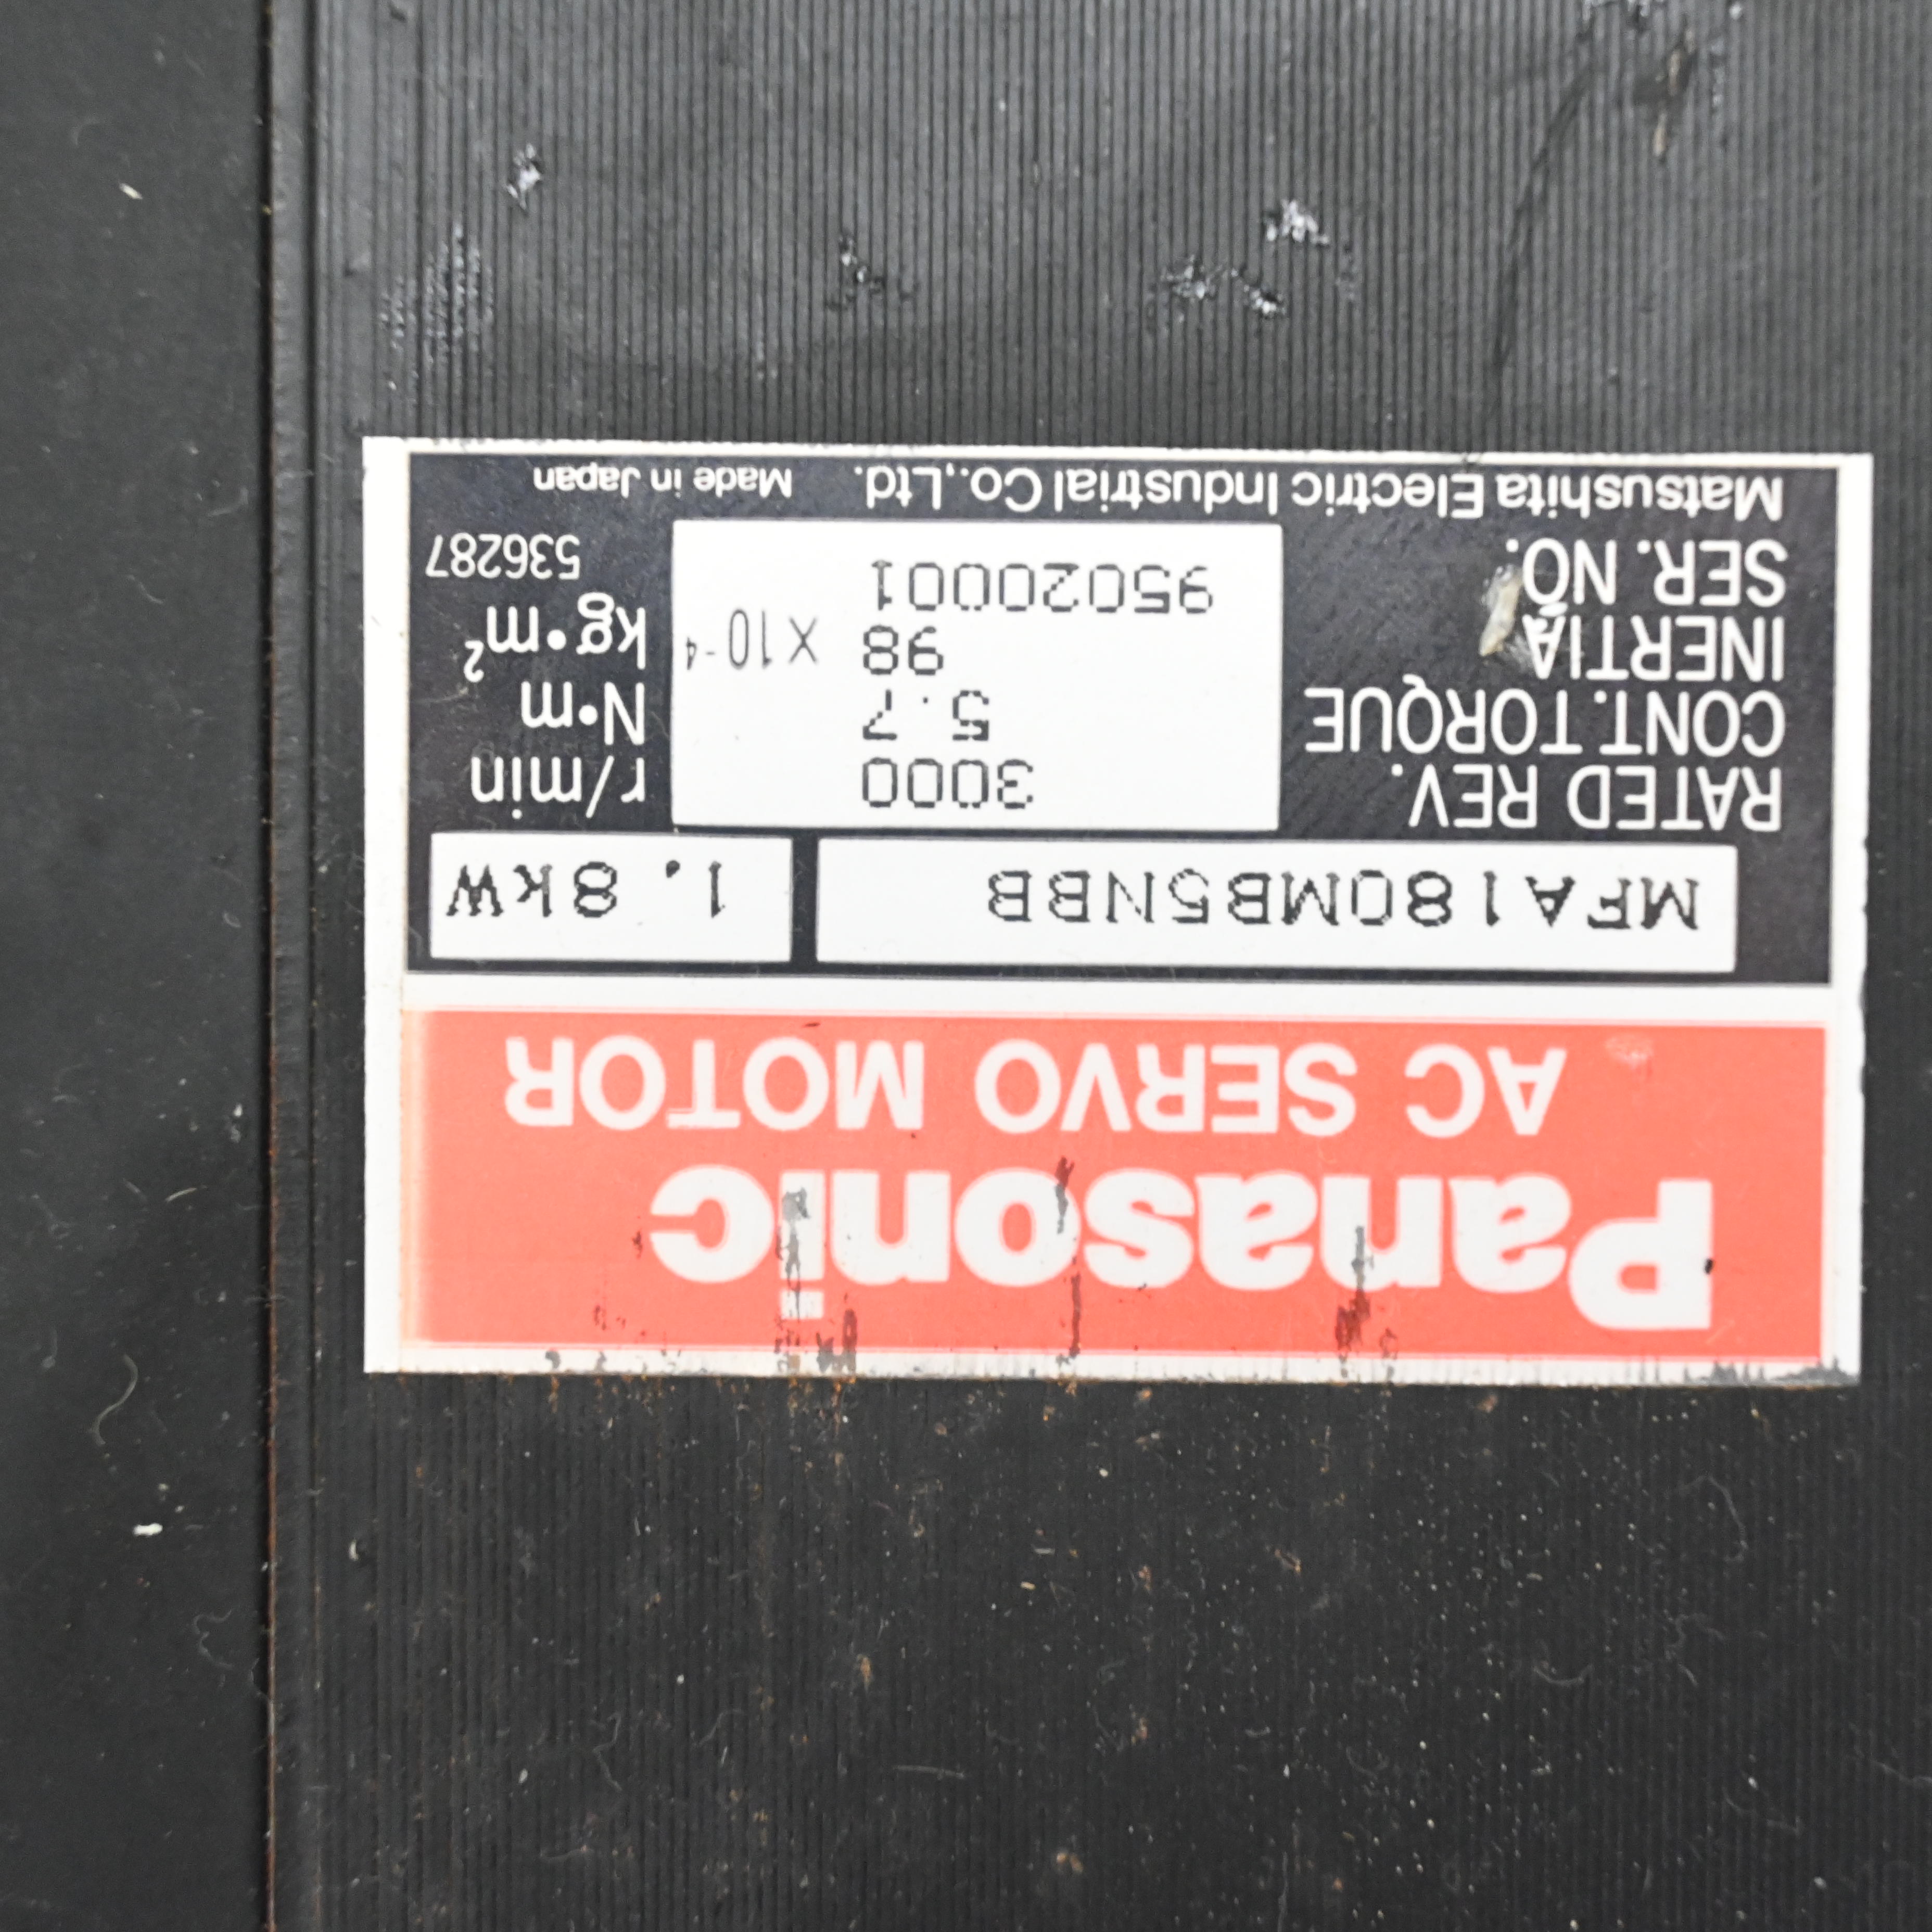 Panasonic
AC SERVO MOTOR
MFA180MB5NBB 1.8kW
RATED REV. 3000 r/min
CONT. TORQUE 5.7 N•m
INERTIA 98 ×10⁻⁴ kg•m²
SER. NO. 95020001 536287
Matsushita Electric Industrial Co.,Ltd. Made in Japan